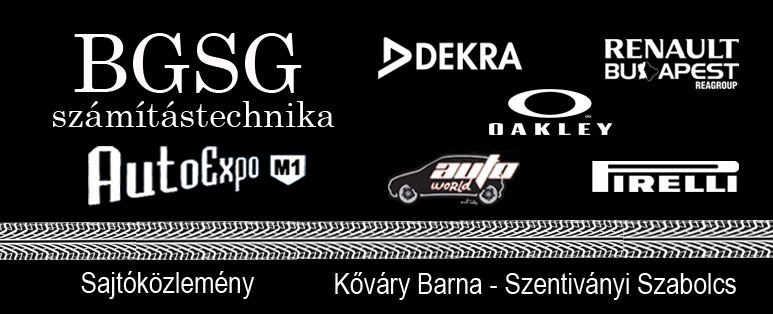 BGSG
számítástechnika
DEKRA
RENAULT
BUDAPEST
REAGROUP
OAKLEY
AutoExpo M1
auto
world
PIRELLI
Sajtóközlemény
Kőváry Barna - Szentiványi Szabolcs